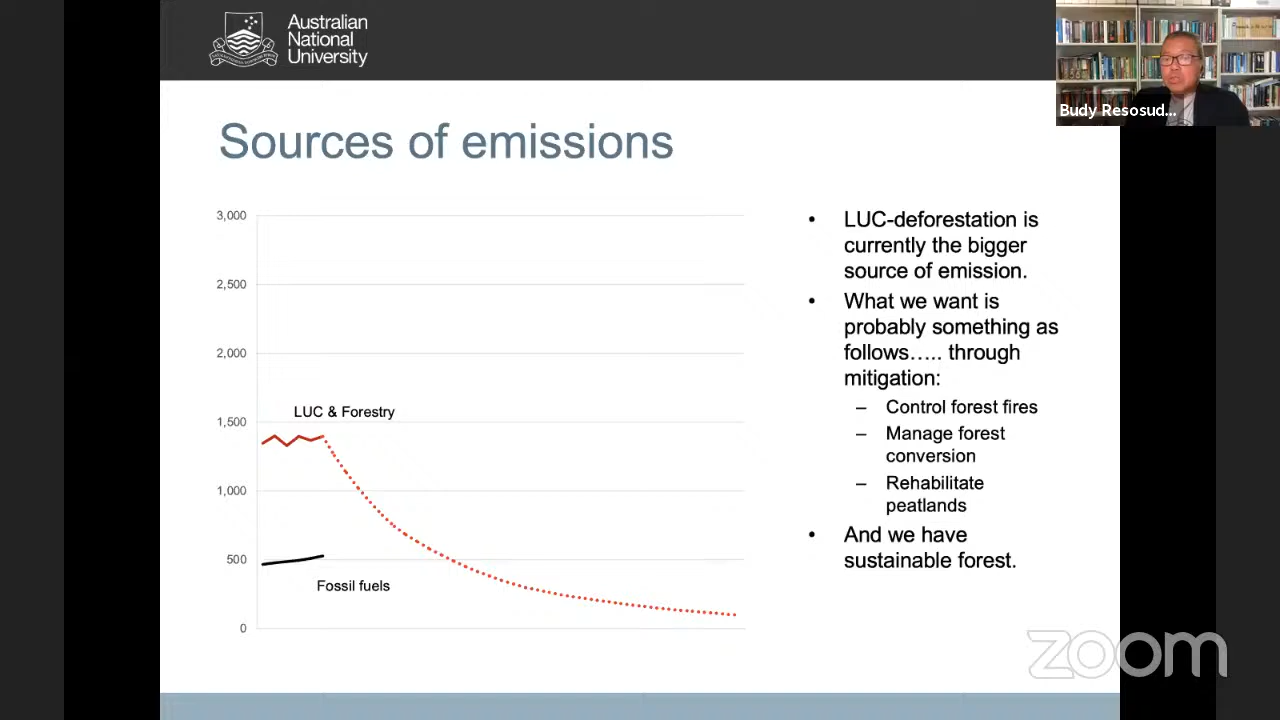 Australian
National
University
Budy Resosud...
Sources of emissions
3,000
2,500
2,000
1,500
1,000
500
0
LUC & Forestry
Fossil fuels
• LUC-deforestation is
currently the bigger
source of emission.
• What we want is
probably something as
follows….. through
mitigation:
– Control forest fires
– Manage forest
conversion
– Rehabilitate
peatlands
• And we have
sustainable forest.
zoom